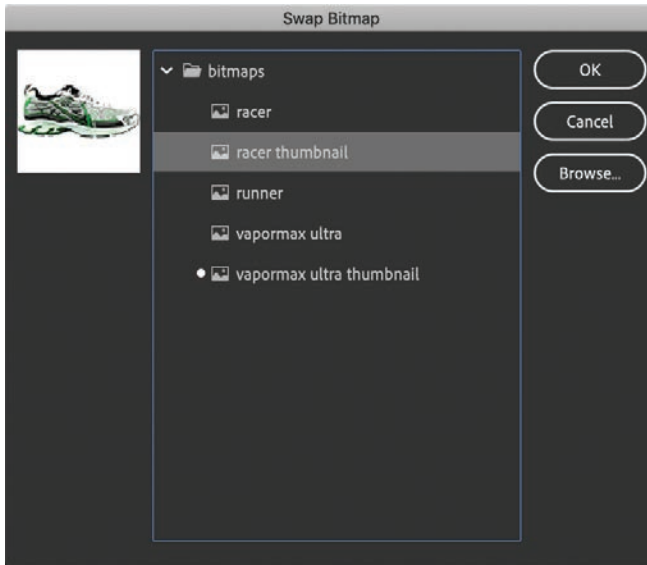 Swap Bitmap
bitmaps
racer
racer thumbnail
runner
vapormax ultra
vapormax ultra thumbnail
OK
Cancel
Browse...